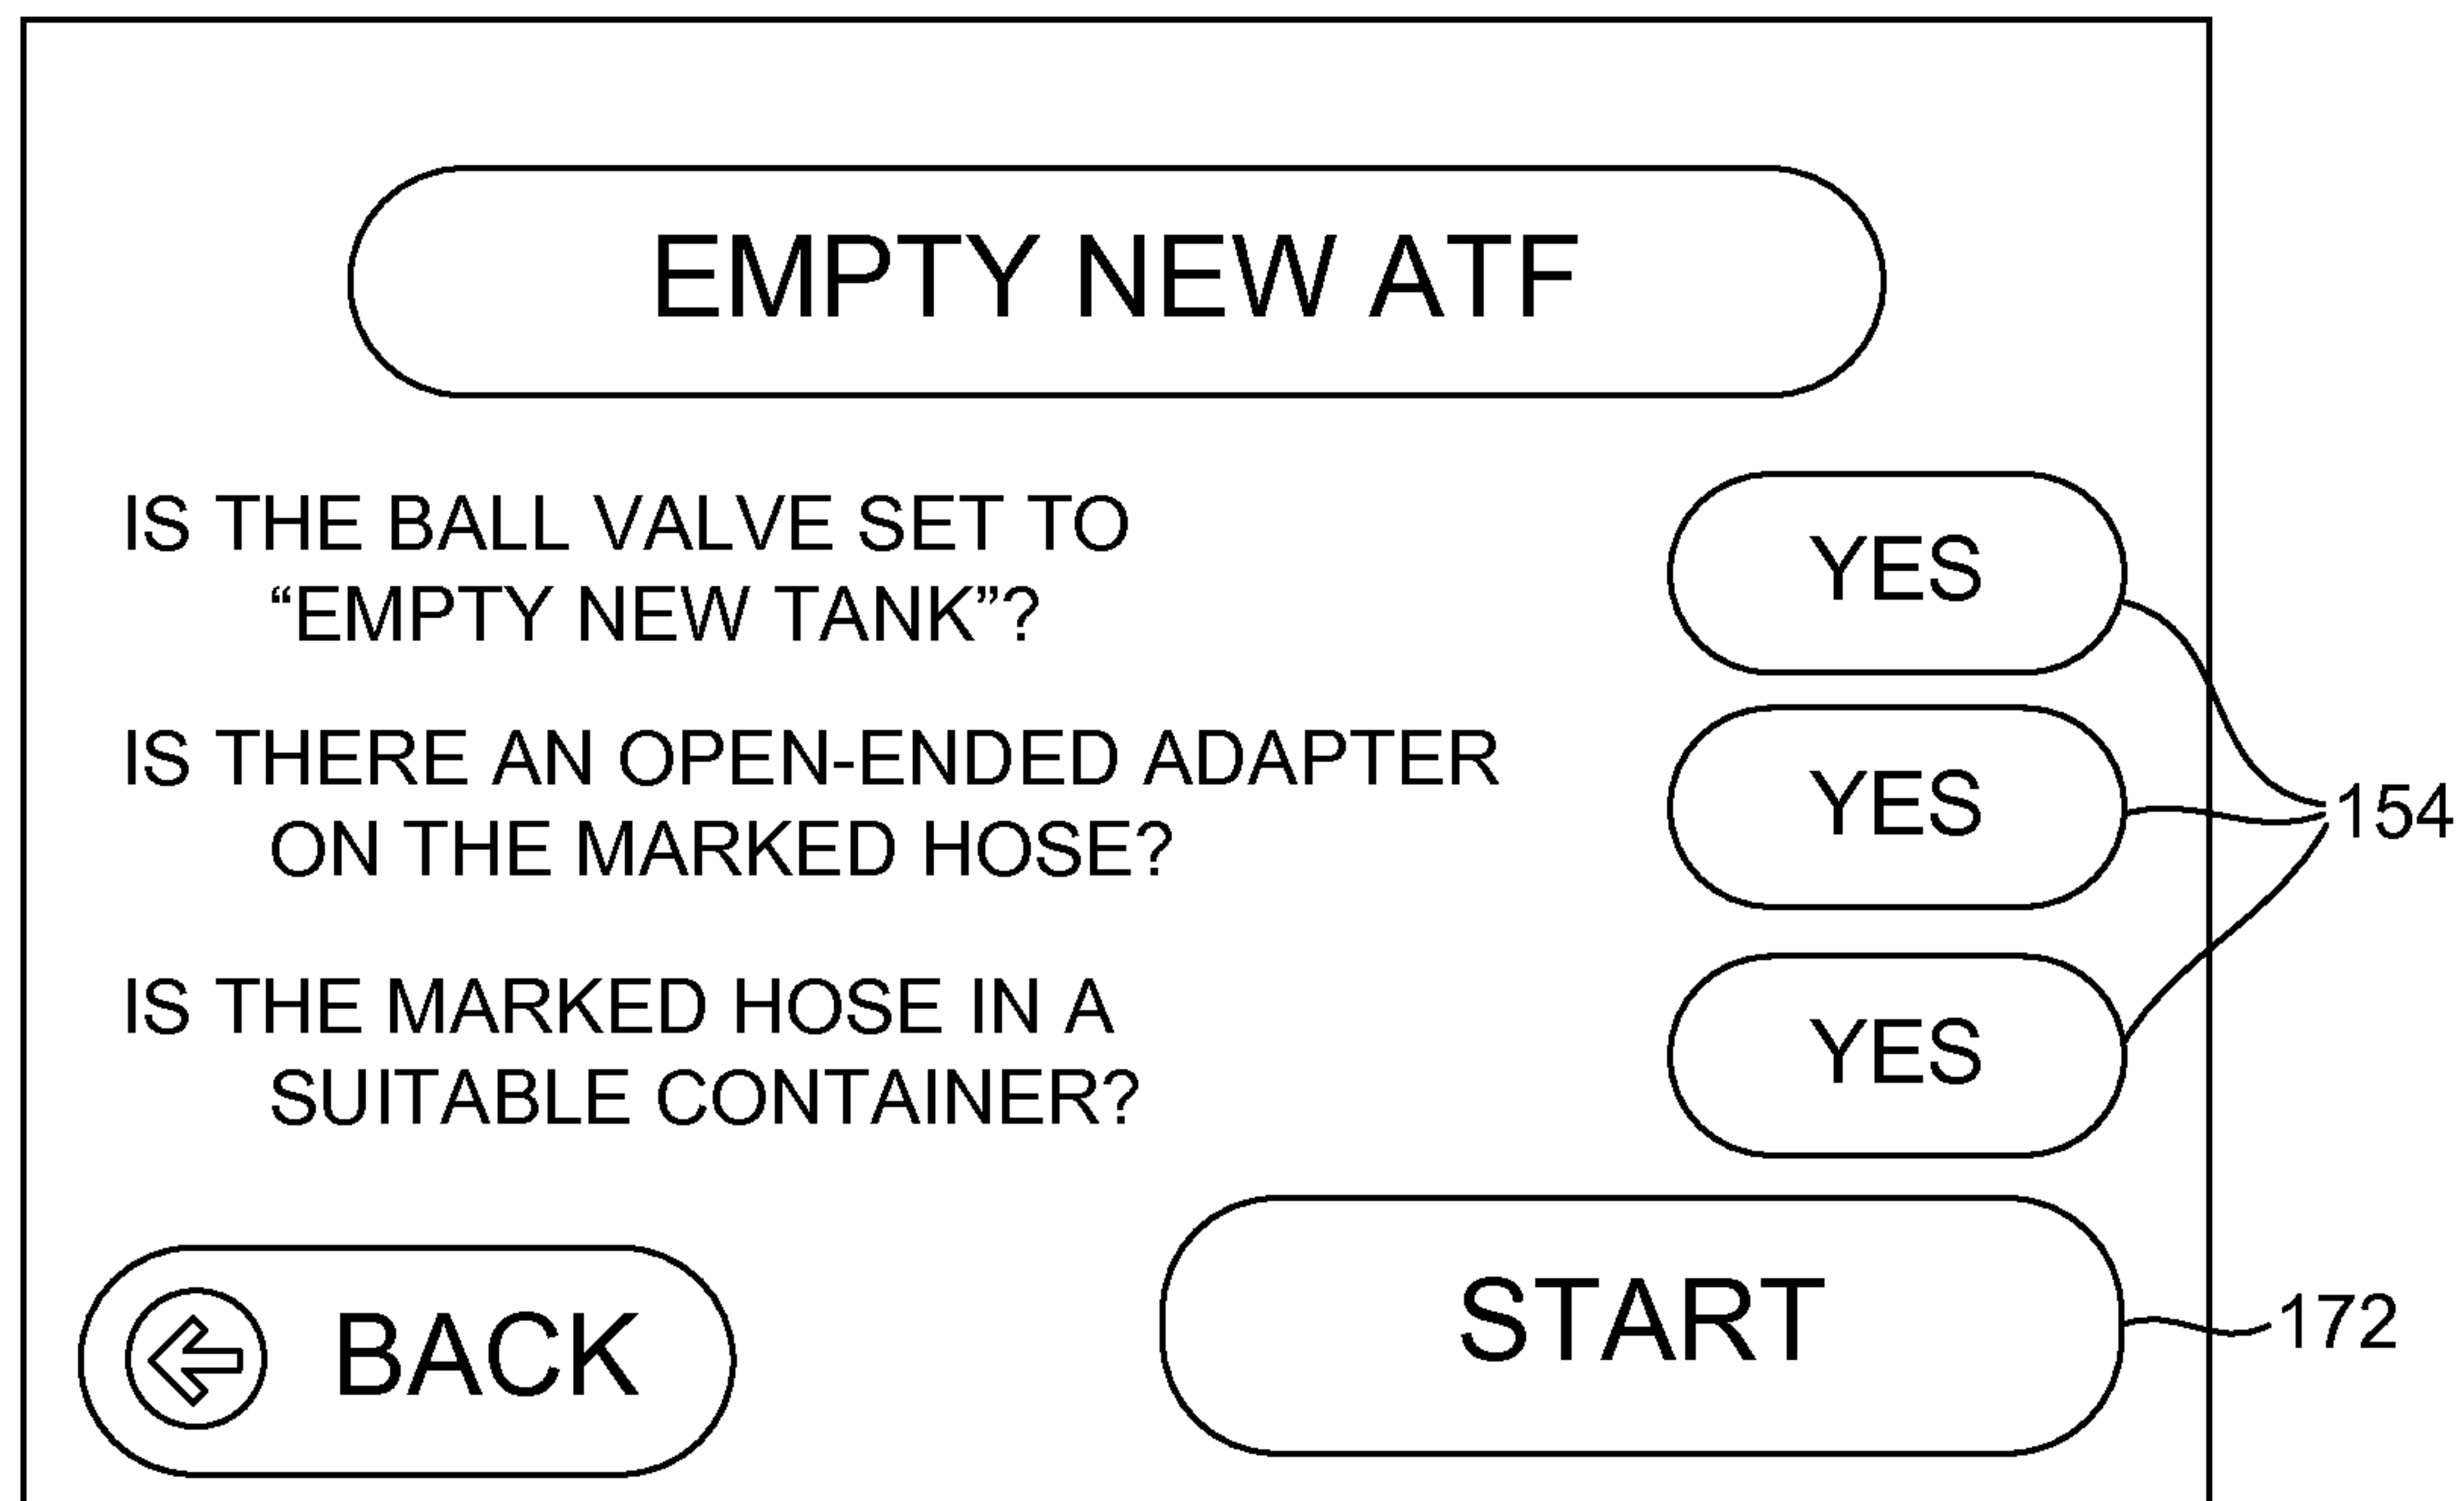 EMPTY NEW ATF
IS THE BALL VALVE SET TO
“EMPTY NEW TANK”?
YES
IS THERE AN OPEN-ENDED ADAPTER
ON THE MARKED HOSE?
YES
154
IS THE MARKED HOSE IN A
SUITABLE CONTAINER?
YES
BACK
START
172